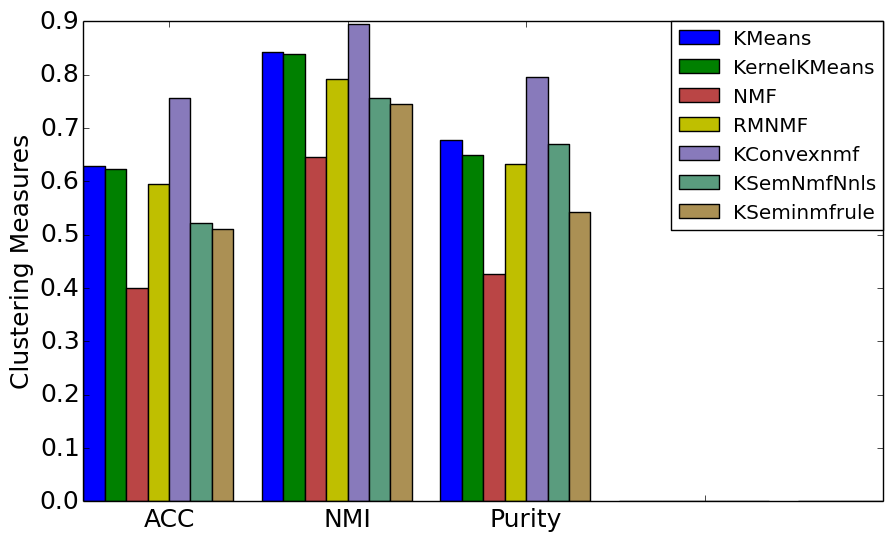 Clustering Measures
0.9
0.8
0.7
0.6
0.5
0.4
0.3
0.2
0.1
0.0
ACC
NMI
Purity
KMeans
KernelKMeans
NMF
RMNMF
KConvexnmf
KSemNmfNnls
KSeminmfrule